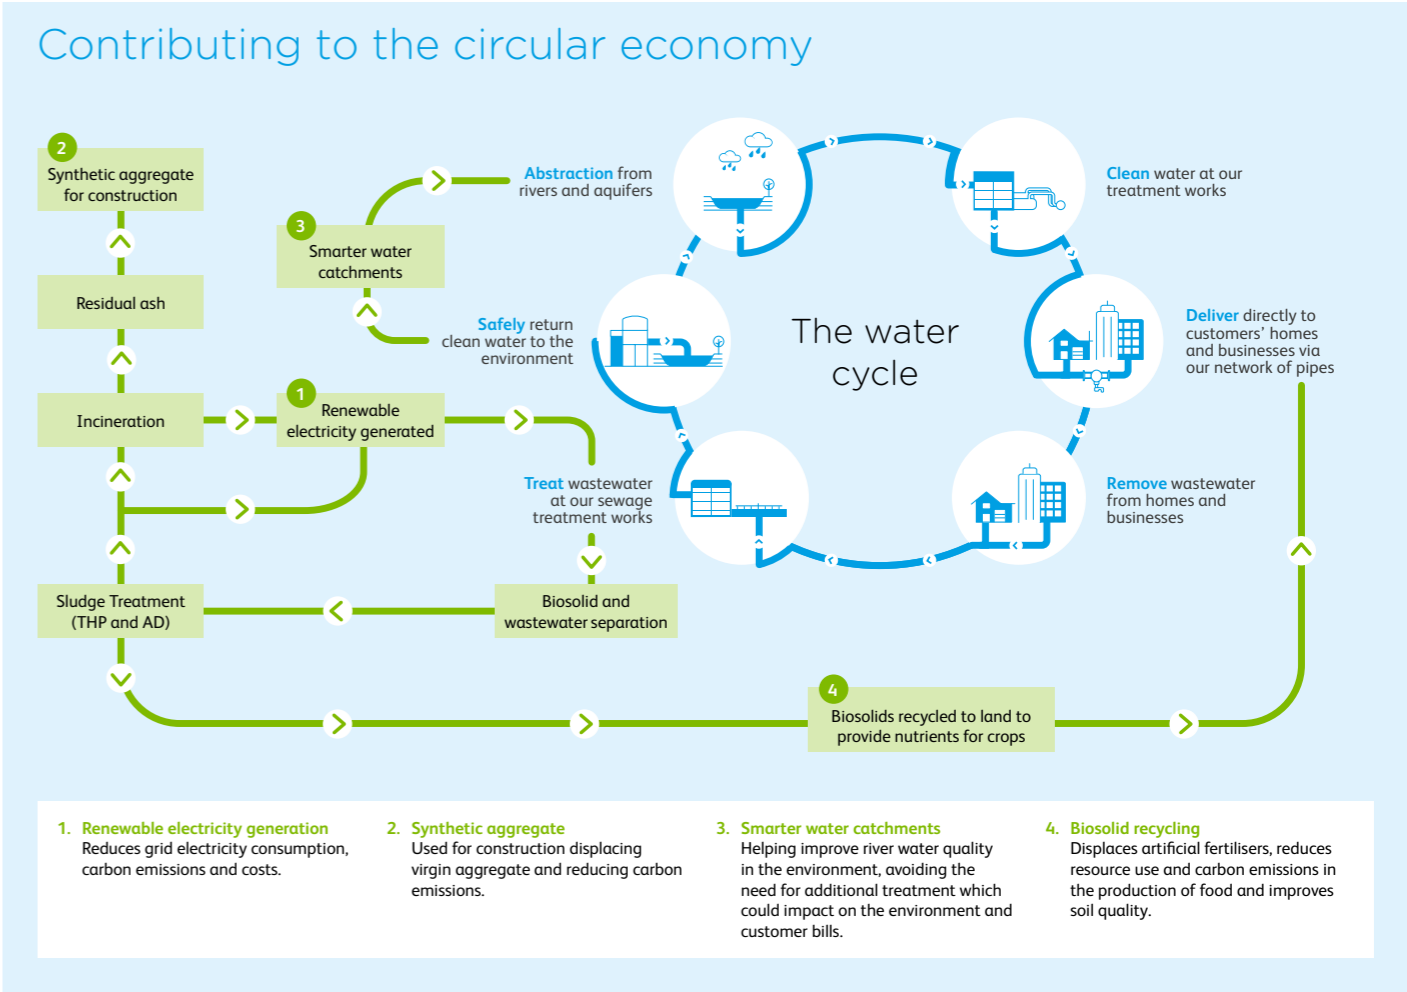 Contributing to the circular economy
2
Synthetic aggregate
for construction
Residual ash
Incineration
Sludge Treatment
(THP and AD)
3
Smarter water
catchments
1
Renewable
electricity generated
Abstraction from
rivers and aquifers
Safely return
clean water to the
environment
Treat wastewater
at our sewage
treatment works
Biosolid and
wastewater separation
The water
cycle
Clean water at our
treatment works
Deliver directly to
customers’ homes
and businesses via
our network of pipes
Remove wastewater
from homes and
businesses
4
Biosolids recycled to land to
provide nutrients for crops
1. Renewable electricity generation
Reduces grid electricity consumption,
carbon emissions and costs.
2. Synthetic aggregate
Used for construction displacing
virgin aggregate and reducing carbon
emissions.
3. Smarter water catchments
Helping improve river water quality
in the environment, avoiding the
need for additional treatment which
could impact on the environment and
customer bills.
4. Biosolid recycling
Displaces artificial fertilisers, reduces
resource use and carbon emissions in
the production of food and improves
soil quality.